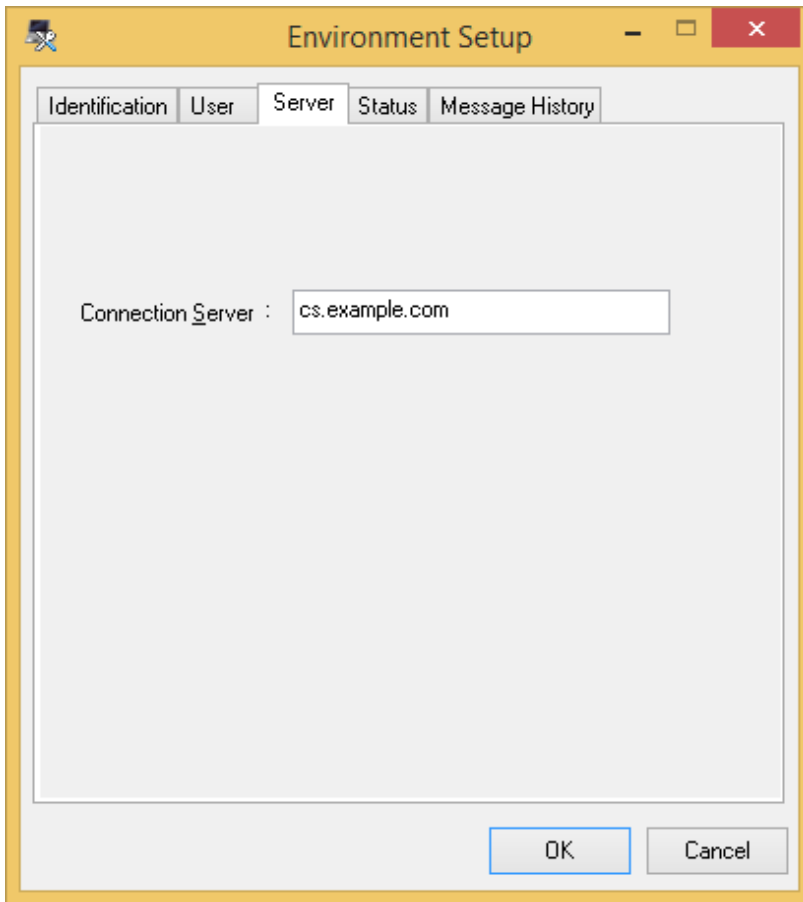 Environment Setup
Identification User Server Status Message History
Connection Server : cs.example.com
OK Cancel